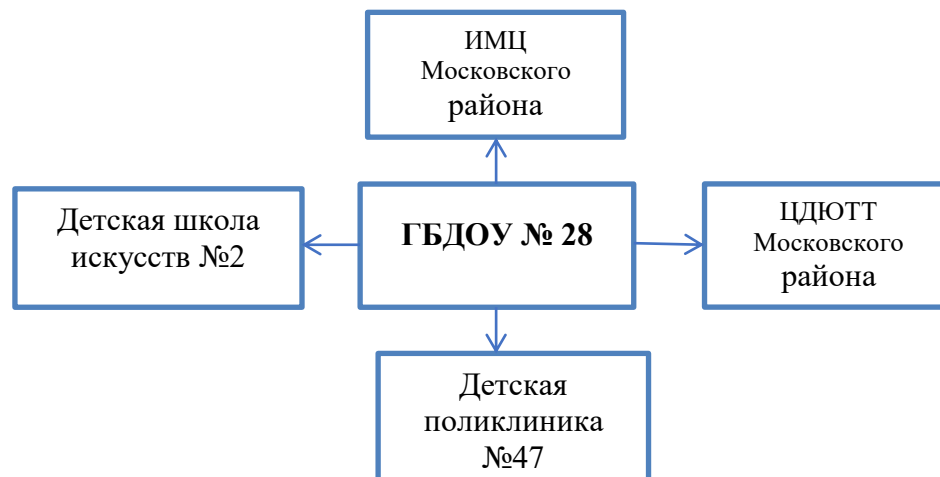 ИМЦ
Московского
района
Детская школа
искусств №2
ГБДОУ № 28
ЦДЮТТ
Московского
района
Детская
поликлиника
№47